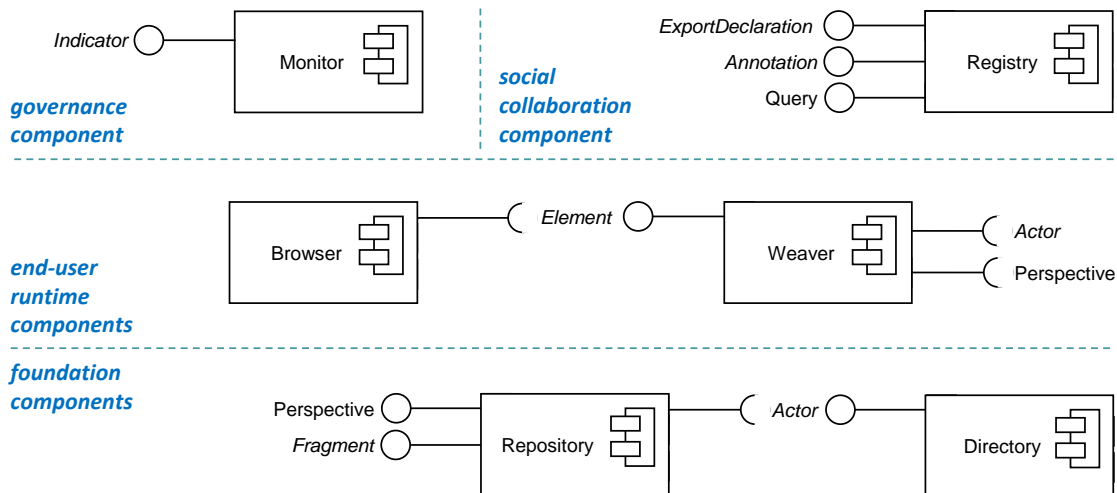 Indicator
Monitor
governance
component
social
collaboration
component
ExportDeclaration
Annotation
Query
Registry
Browser
Element
Weaver
Actor
Perspective
end-user
runtime
components
foundation
components
Perspective
Fragment
Repository
Actor
Directory